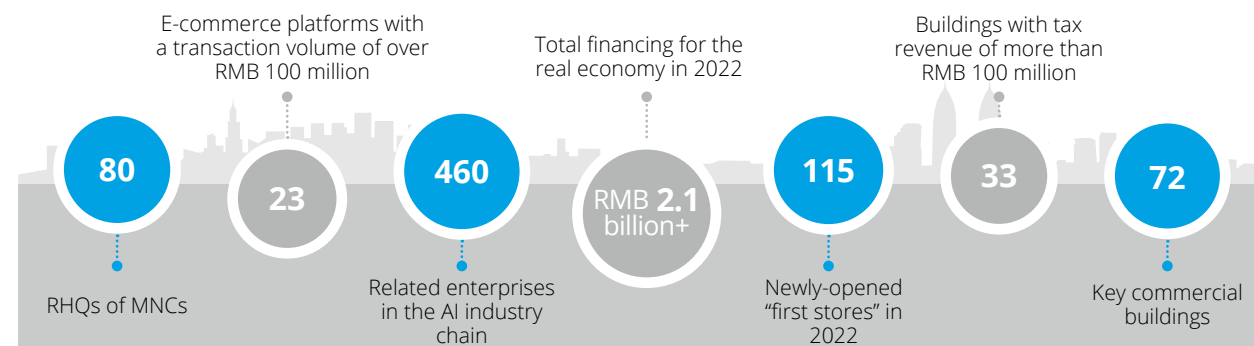 80
RHQs of MNCs
E-commerce platforms with
a transaction volume of over
RMB 100 million
23
460
Related enterprises
in the AI industry
chain
Total financing for the
real economy in 2022
RMB 2.1
billion+
115
Newly-opened
“first stores” in
2022
Buildings with tax
revenue of more than
RMB 100 million
33
72
Key commercial
buildings